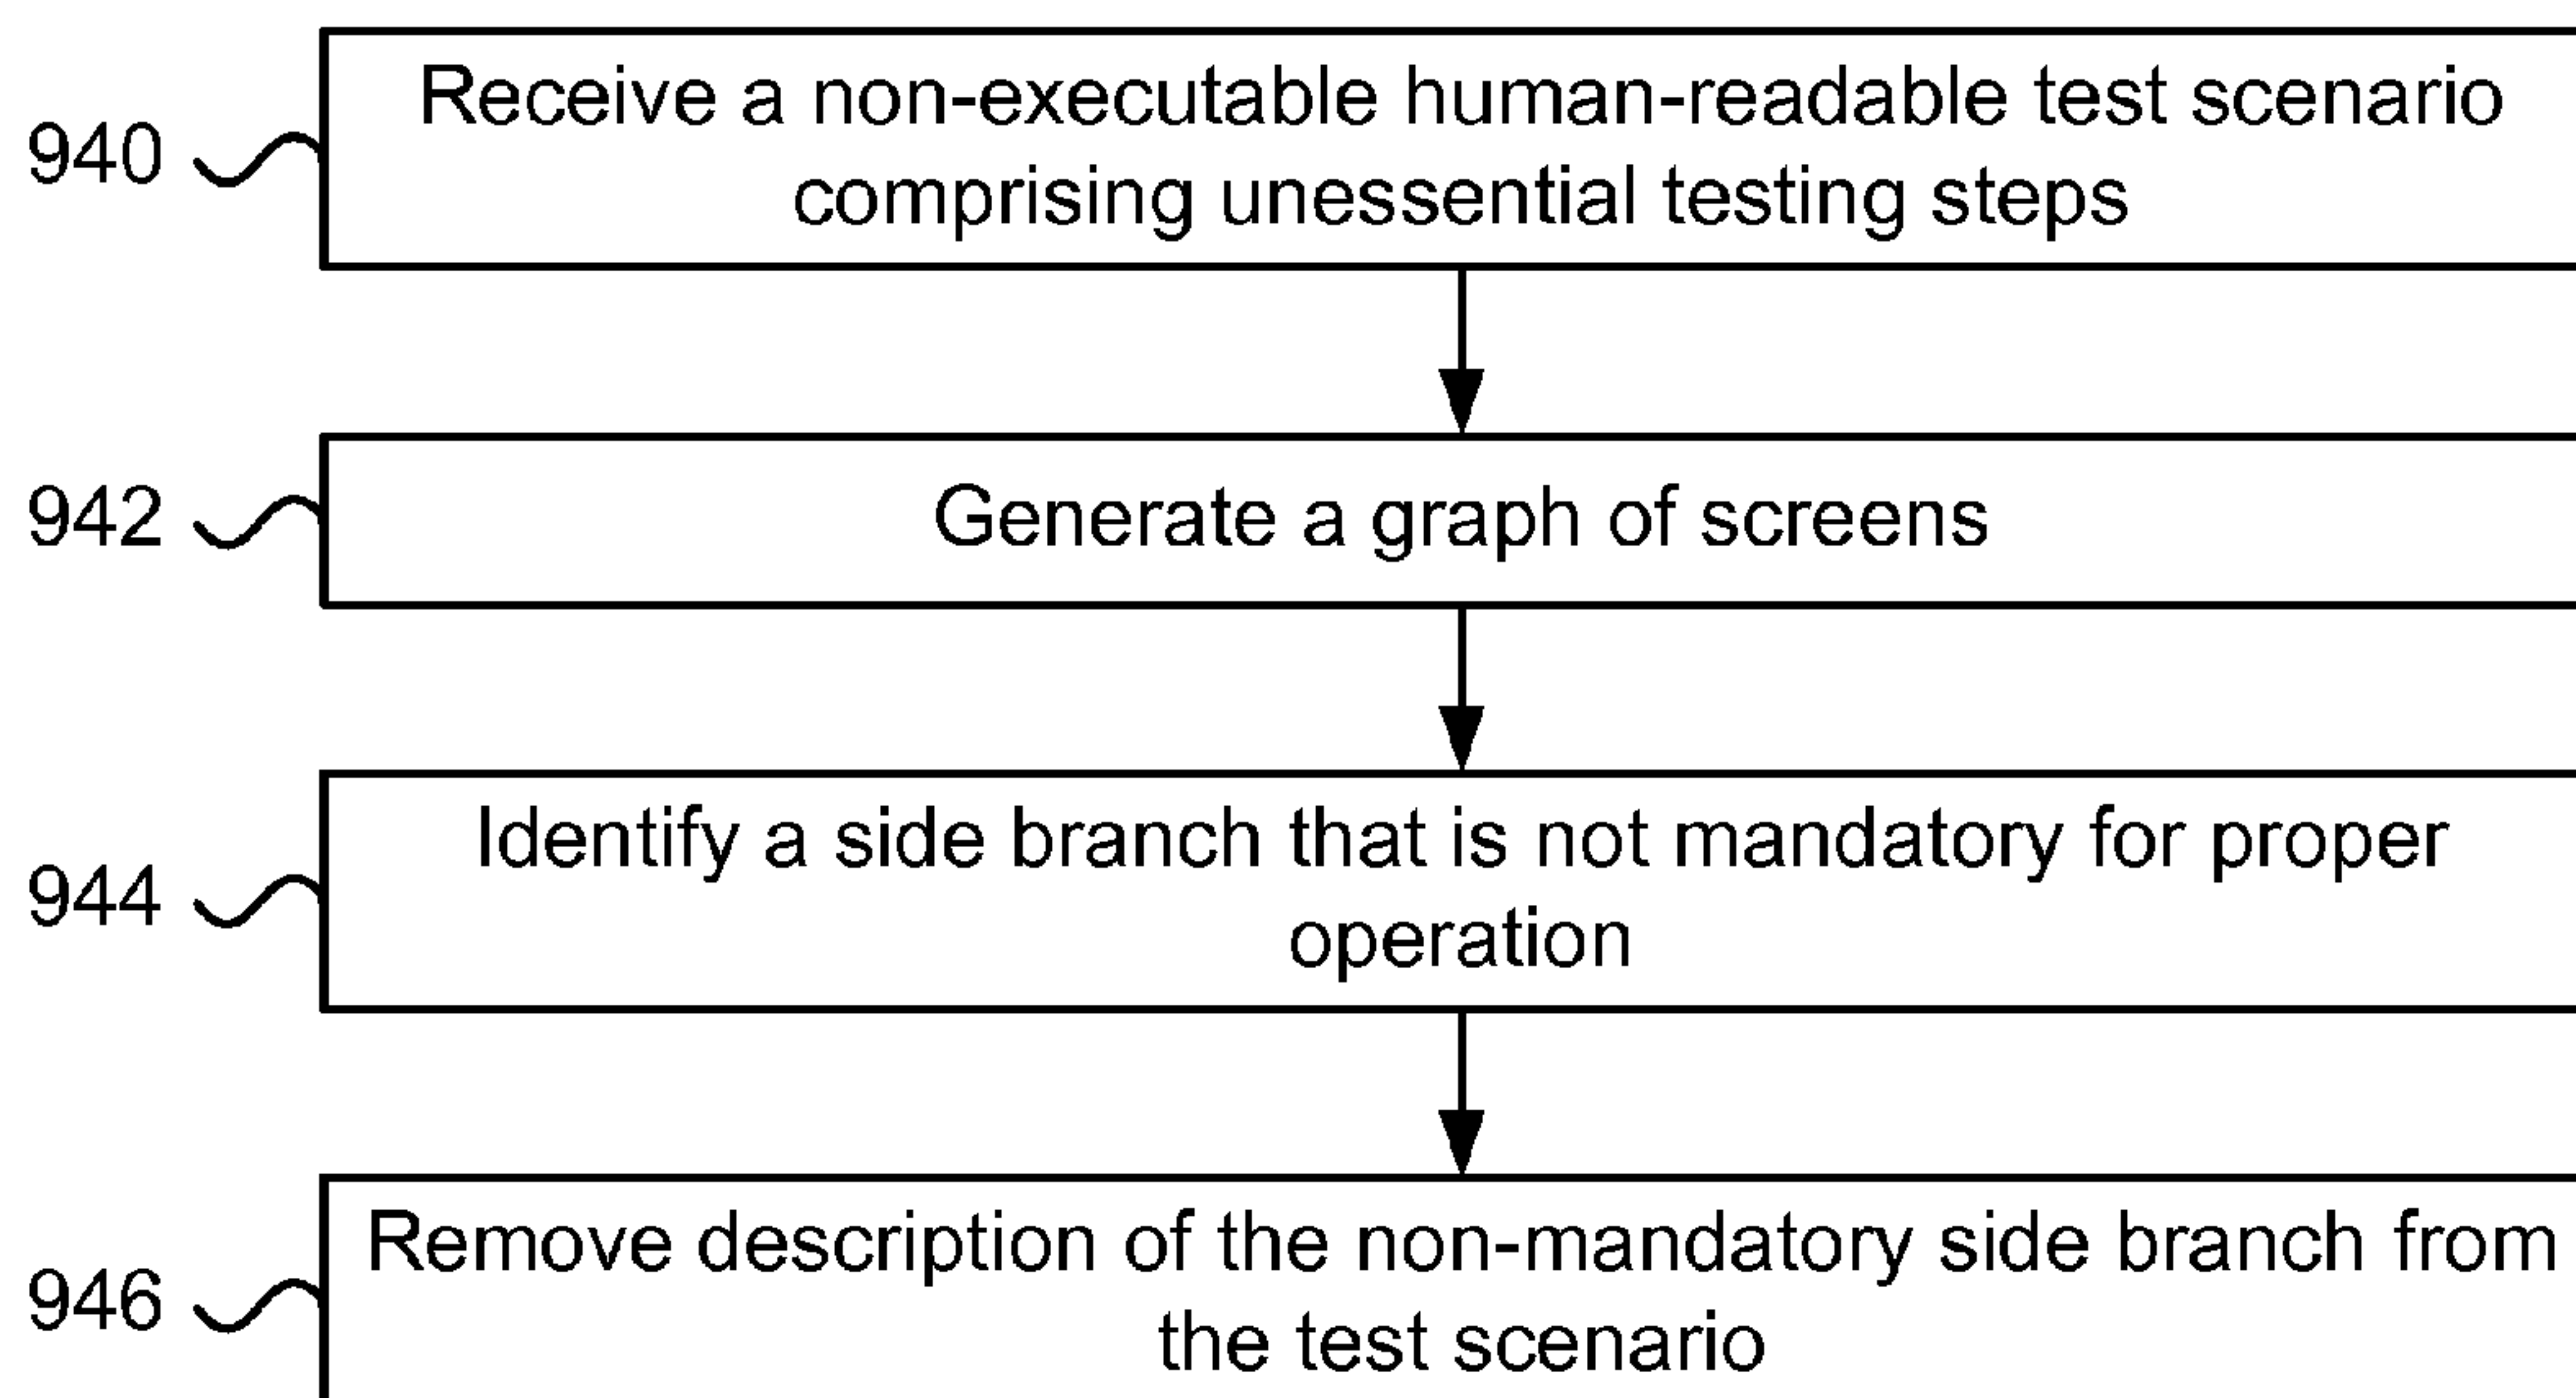 Receive a non-executable human-readable test scenario
940
comprising unessential testing steps
942
Generate a graph of screens
Identify a side branch that is not mandatory for proper
944
operation
Remove description of the non-mandatory side branch from
946
the test scenario